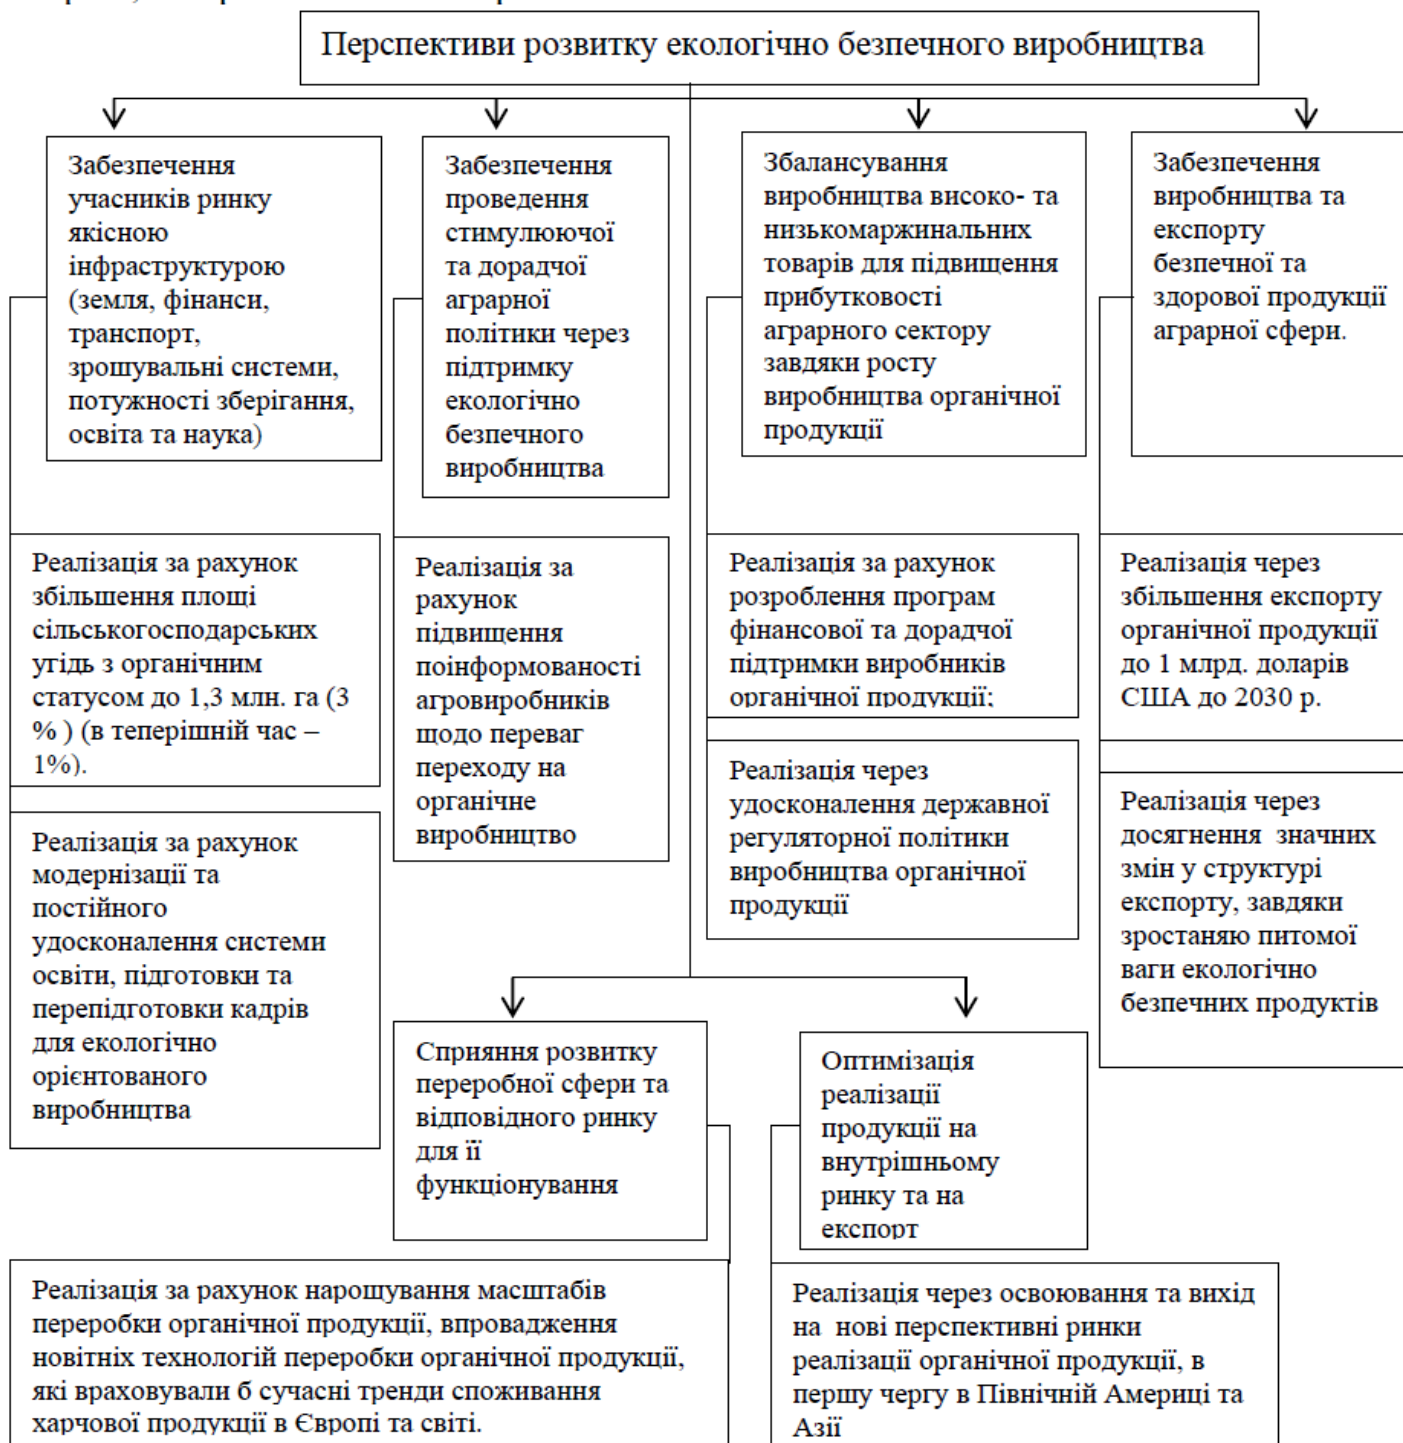 Перспективи розвитку екологічно безпечного виробництва
Забезпечення
учасників ринку
якісною
інфраструктурою
(земля, фінанси,
транспорт,
зрошувальні системи,
потужності зберігання,
освіта та наука)
Забезпечення
проведення
стимулюючої
та дорадчої
аграрної
політики через
підтримку
екологічно
безпечного
виробництва
Збалансування
виробництва високо- та
низькомаржинальних
товарів для підвищення
прибутковості
аграрного сектору
завдяки росту
виробництва органічної
продукції
Забезпечення
виробництва та
експорту
безпечної та
здорової продукції
аграрної сфери.
Реалізація за рахунок
збільшення площі
сільськогосподарських
угідь з органічним
статусом до 1,3 млн. га (3
% ) (в теперішній час –
1%).
Реалізація за
рахунок
підвищення
поінформованості
агровиробників
щодо переваг
переходу на
органічне
виробництво
Реалізація за рахунок
розроблення програм
фінансової та дорадчої
підтримки виробників
органічної продукції;
Реалізація через
збільшення експорту
органічної продукції
до 1 млрд. доларів
США до 2030 р.
Реалізація за рахунок
модернізації та
постійного
удосконалення системи
освіти, підготовки та
перепідготовки кадрів
для екологічно
орієнтованого
виробництва
Реалізація через
удосконалення державної
регуляторної політики
виробництва органічної
продукції
Реалізація через
досягнення  значних
змін у структурі
експорту, завдяки
зростаняю питомої
ваги екологічно
безпечних продуктів
Сприяння розвитку
переробної сфери та
відповідного ринку
для її
функціонування
Оптимізація
реалізації
продукції на
внутрішньому
ринку та на
експорт
Реалізація за рахунок нарощування масштабів
переробки органічної продукції, впровадження
новітніх технологій переробки органічної продукції,
які враховували б сучасні тренди споживання
харчової продукції в Європі та світі.
Реалізація через освоювання та вихід
на  нові перспективні ринки
реалізації органічної продукції, в
першу чергу в Північній Америці та
Азії